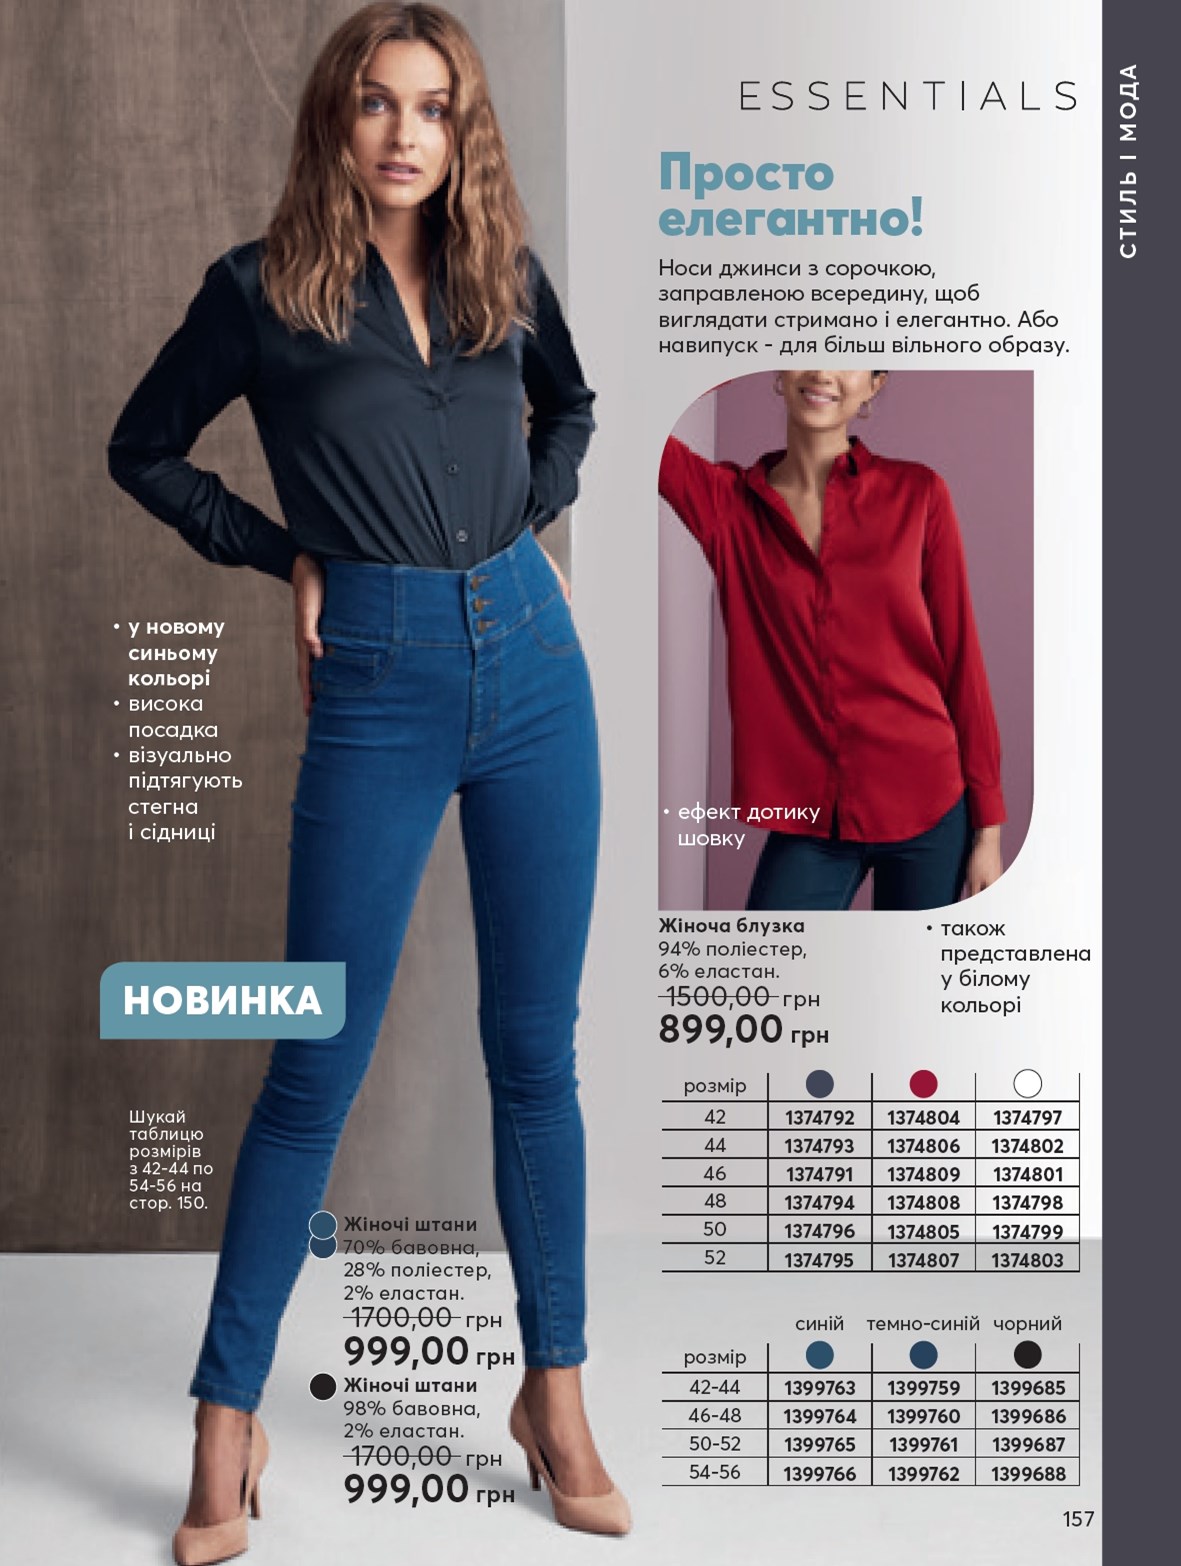 ESSENTIALS
СТИЛЬ І МОДА
Просто
елегантно!
Носи джинси з сорочкою,
заправленою всередину, щоб
виглядати стримано і елегантно. Або
навипуск - для більш вільного образу.
• у новому
синьому
кольорі
• висока
посадка
• візуально
підтягують
стегна
і сідниці
• ефект дотику
шовку
НОВИНКА
Жіноча блузка
94% поліестер,
6% еластан.
1500,00 грн
899,00 грн
• також
представлена
у білому
кольорі
розмір
42 1374792 1374804 1374797
44 1374793 1374806 1374802
46 1374791 1374809 1374801
48 1374794 1374808 1374798
50 1374796 1374805 1374799
52 1374795 1374807 1374803
Шукай
таблицю
розмірів
з 42-44 по
54-56 на
стор. 150.
Жіночі штани
70% бавовна,
28% поліестер,
2% еластан.
1700,00 грн
999,00 грн
Жіночі штани
98% бавовна,
2% еластан.
1700,00 грн
999,00 грн
синій темно-синій чорний
розмір
42-44 1399763 1399759 1399685
46-48 1399764 1399760 1399686
50-52 1399765 1399761 1399687
54-56 1399766 1399762 1399688
157